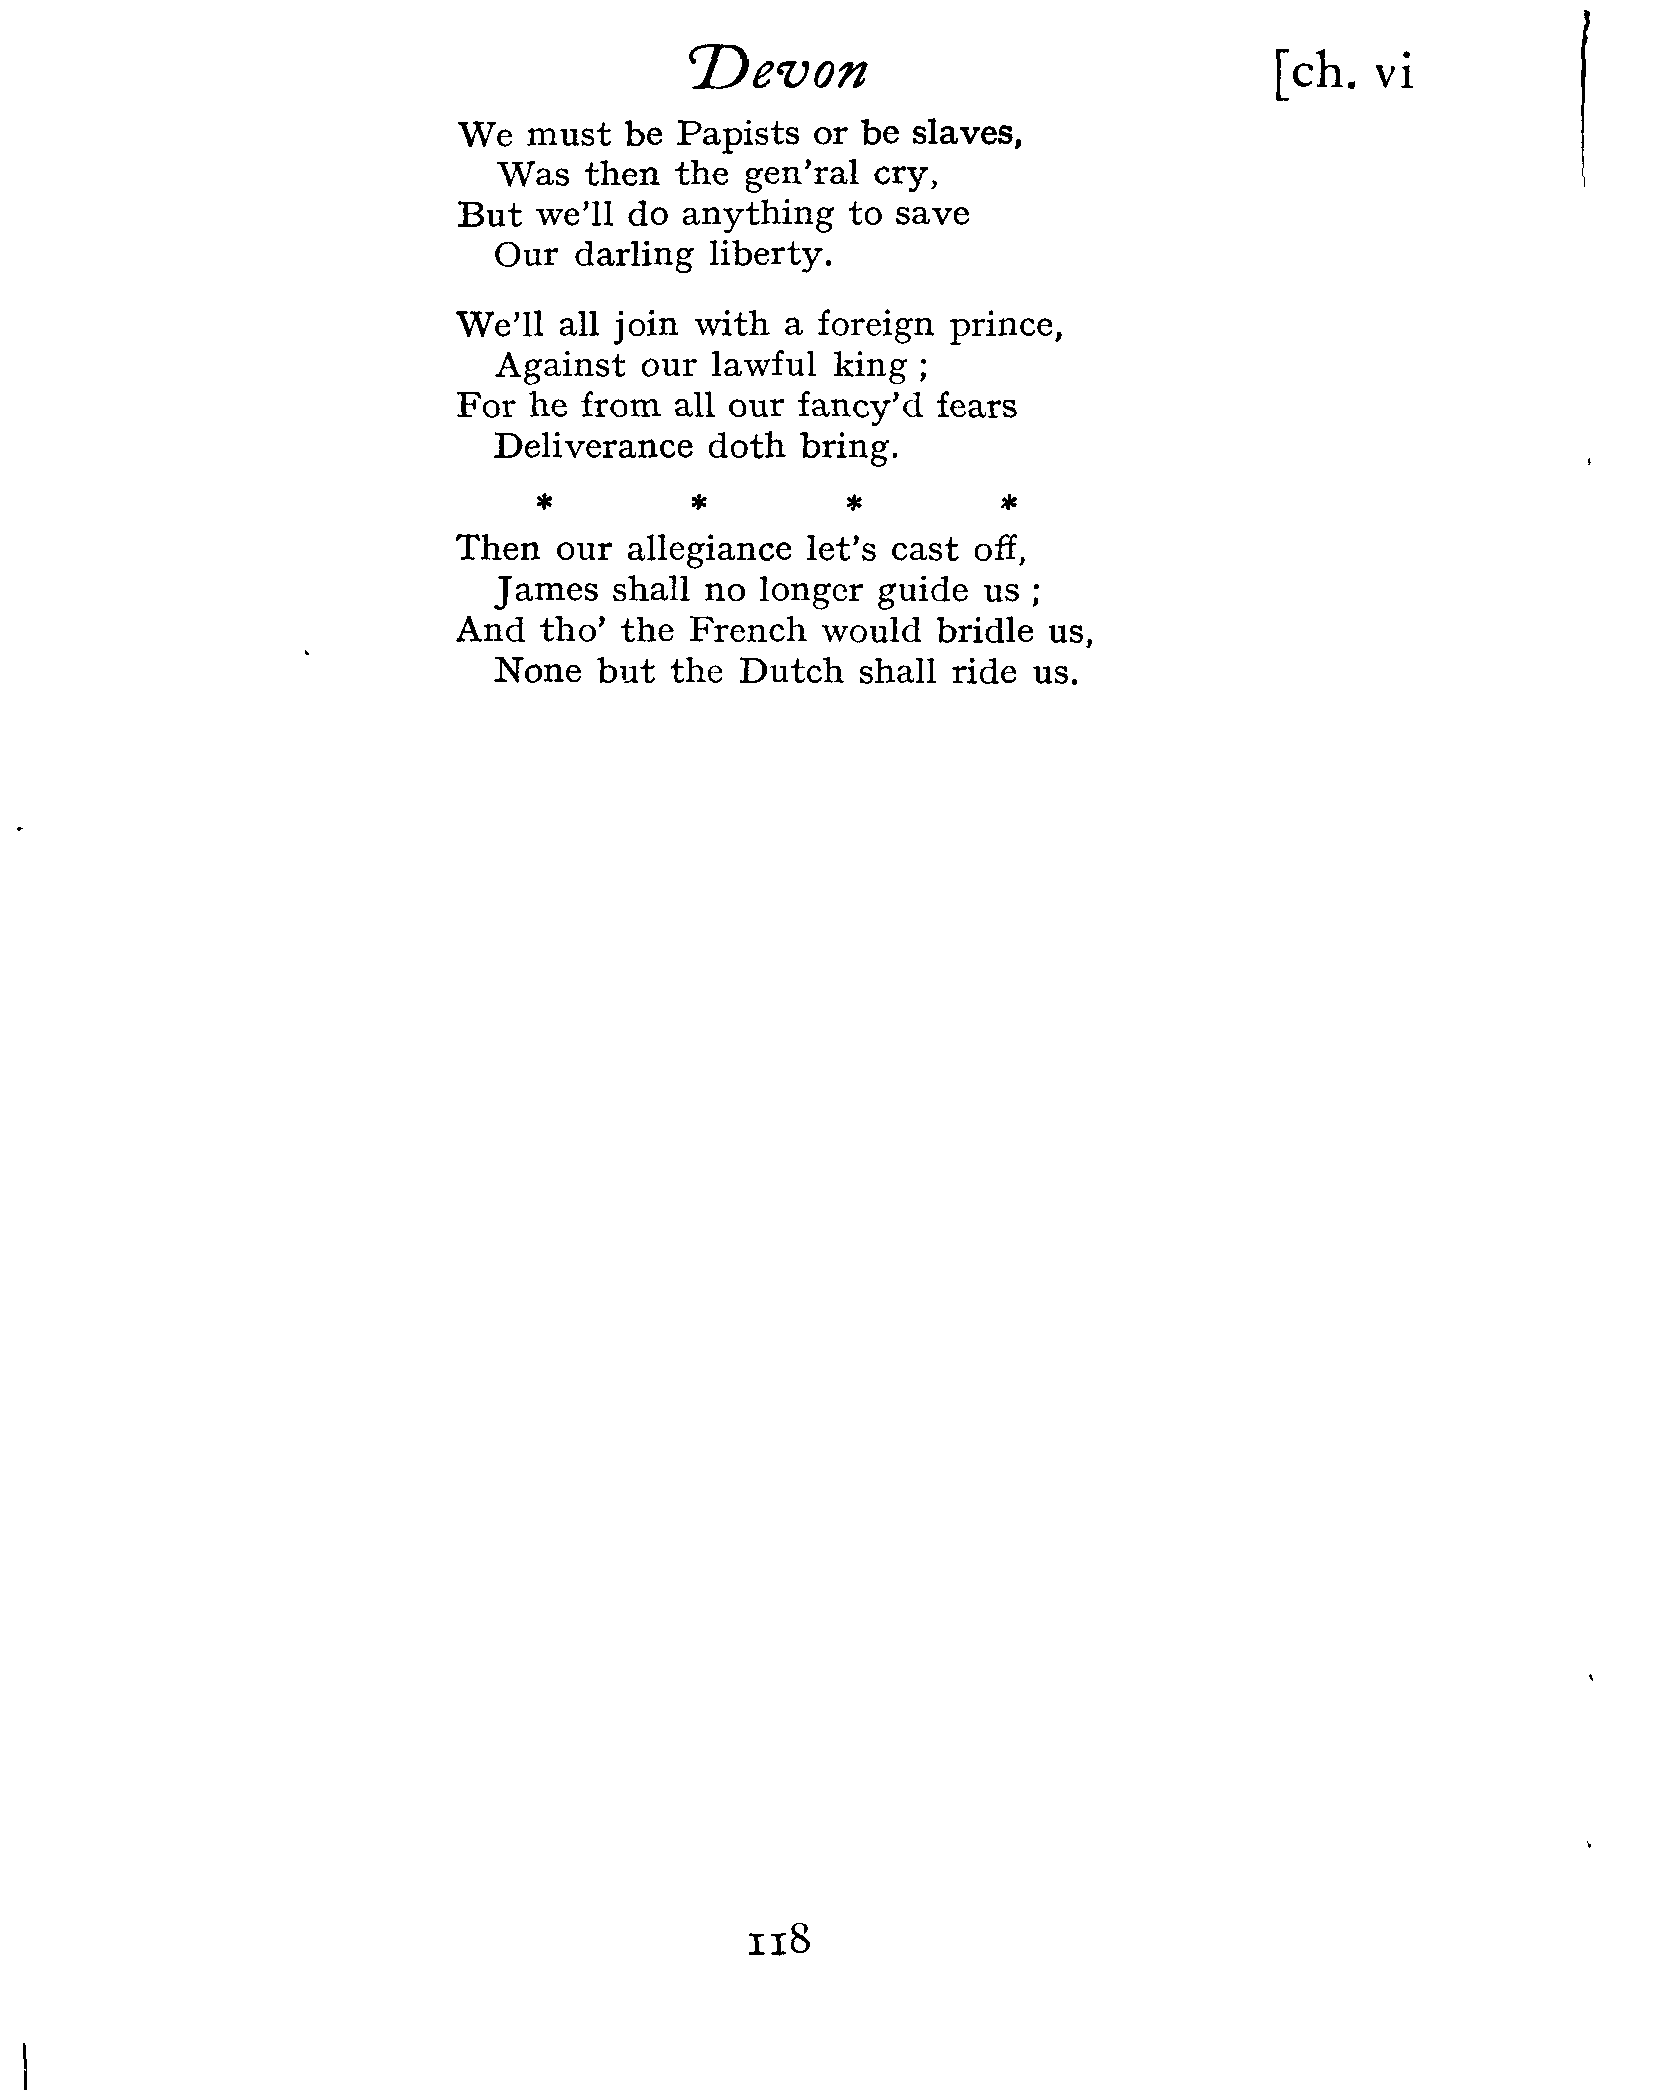 Devon [ch. vi
We must be Papists or be slaves,
Was then the gen'ral cry,
But we'll do anything to save
Our darling liberty.
We'll all join with a foreign prince,
Against our lawful king ;
For he from all our fancy'd fears
Deliverance doth bring.
* * * *
Then our allegiance let's cast off,
James shall no longer guide us ;
And tho' the French would bridle us,
None but the Dutch shall ride us.
118